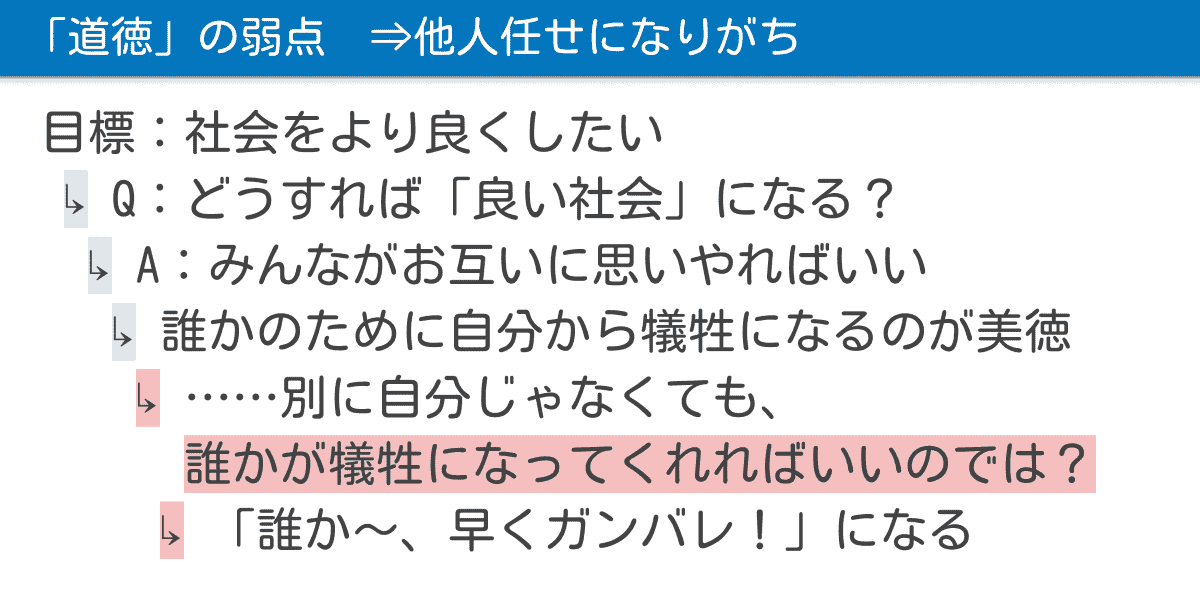 「道徳」の弱点　⇒他人任せになりがち
目標：社会をより良くしたい
↳ Q：どうすれば「良い社会」になる？
↳ A：みんながお互いに思いやればいい
↳ 誰かのために自分から犠牲になるのが美徳
↳ ……別に自分じゃなくても、
誰かが犠牲になってくれればいいのでは？
↳ 「誰か～、早くガンバレ！」になる